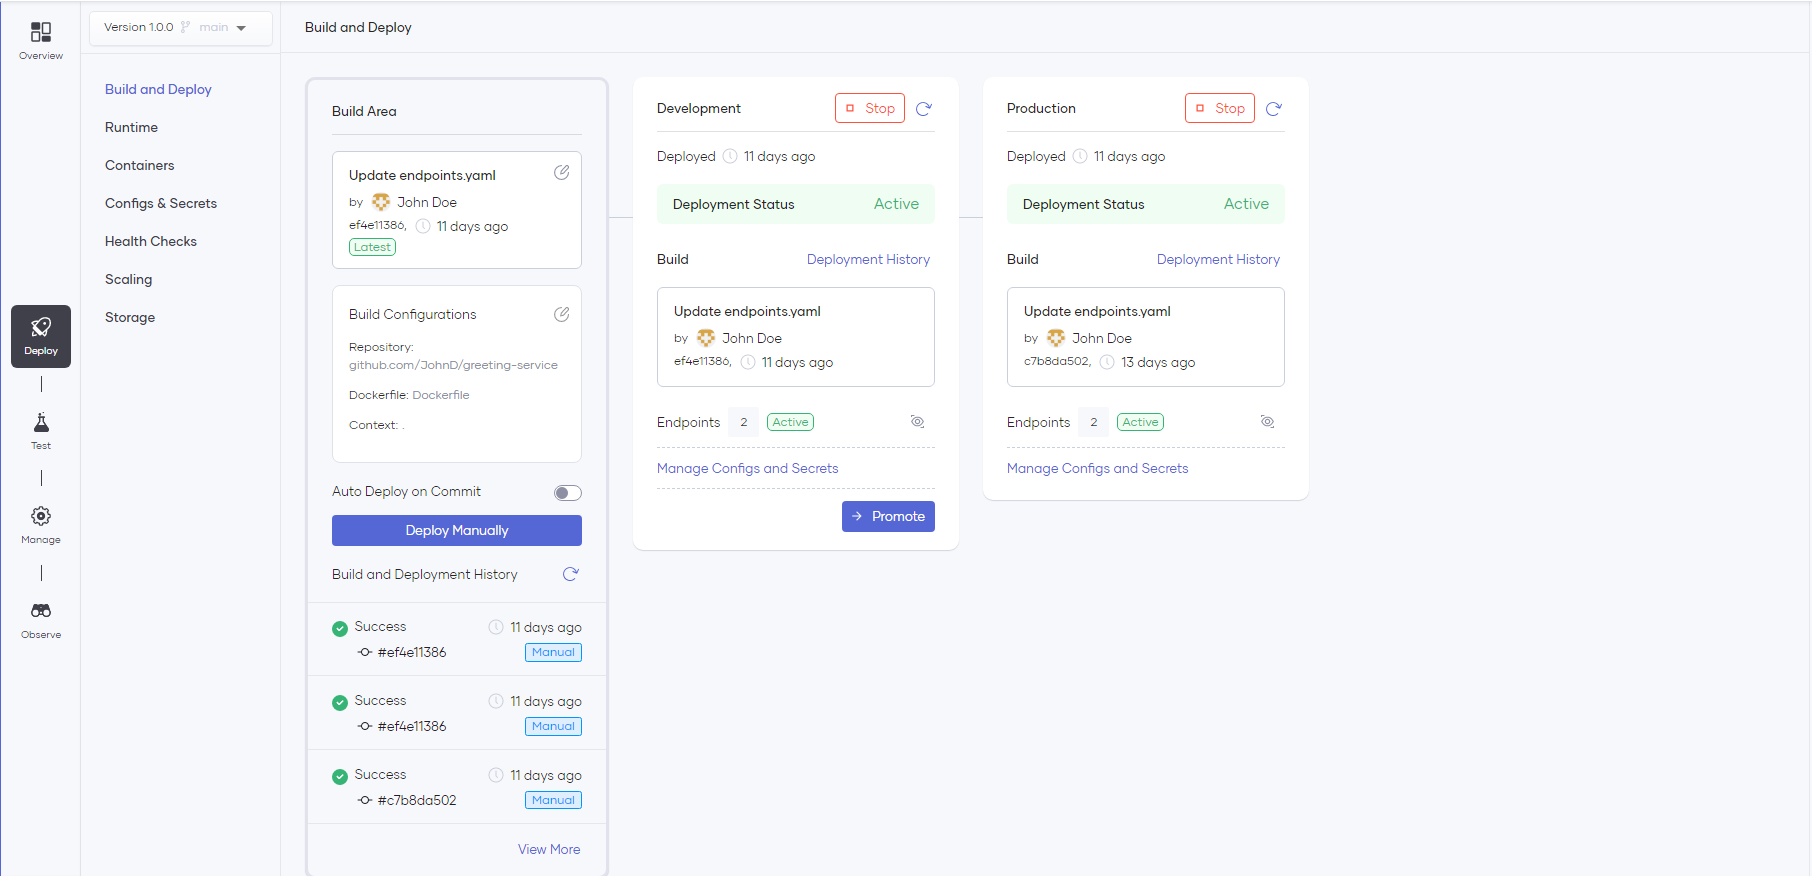 Overview
Deploy
Test
Manage
Observe
Version 1.0.0 main
Build and Deploy
Runtime
Containers
Configs & Secrets
Health Checks
Scaling
Storage
Build and Deploy
Build Area
Update endpoints.yaml
by John Doe
ef4e11386, 11 days ago
Latest
Build Configurations
Repository:
github.com/JohnD/greeting-service
Dockerfile: Dockerfile
Context: .
Auto Deploy on Commit
Deploy Manually
Build and Deployment History
Success 11 days ago
#ef4e11386 Manual
Success 11 days ago
#ef4e11386 Manual
Success 11 days ago
#c7b8da502 Manual
View More
Development Stop
Deployed 11 days ago
Deployment Status Active
Build Deployment History
Update endpoints.yaml
by John Doe
ef4e11386, 11 days ago
Endpoints 2 Active
Manage Configs and Secrets
Promote
Production Stop
Deployed 11 days ago
Deployment Status Active
Build Deployment History
Update endpoints.yaml
by John Doe
c7b8da502, 13 days ago
Endpoints 2 Active
Manage Configs and Secrets